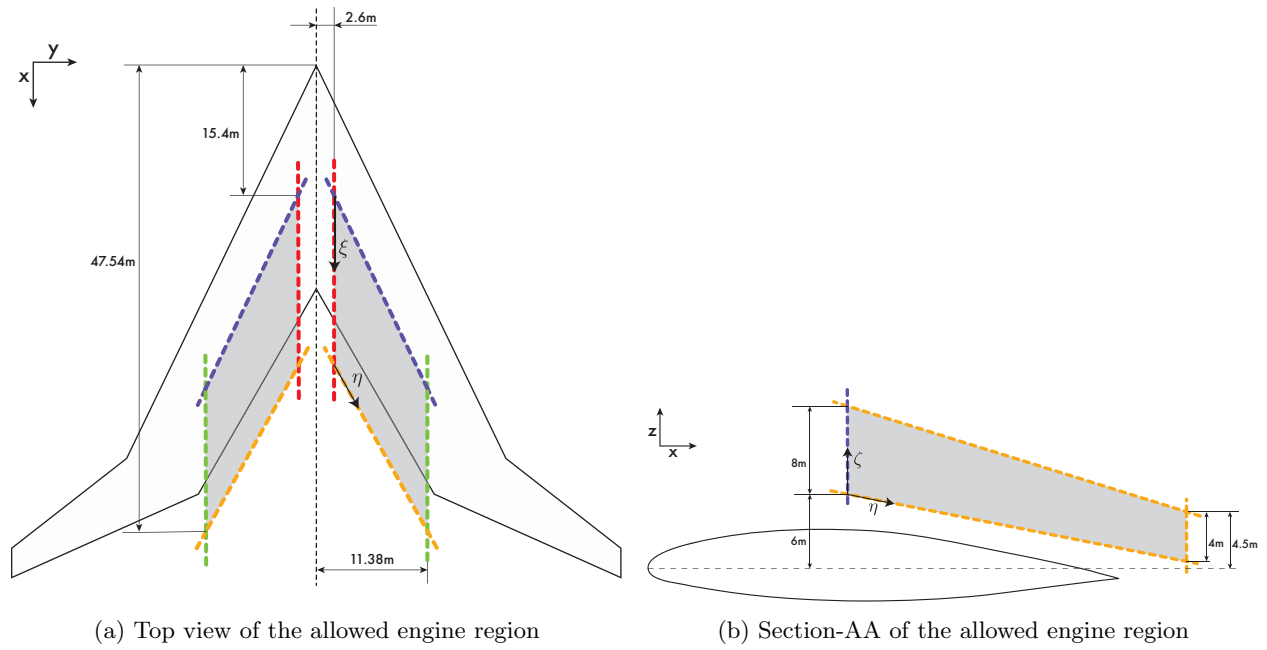 2.6m
y
x
15.4m
ξ
47.54m
η
11.38m
z
x
8m
ζ
η
6m
4m
4.5m
(a) Top view of the allowed engine region
(b) Section-AA of the allowed engine region